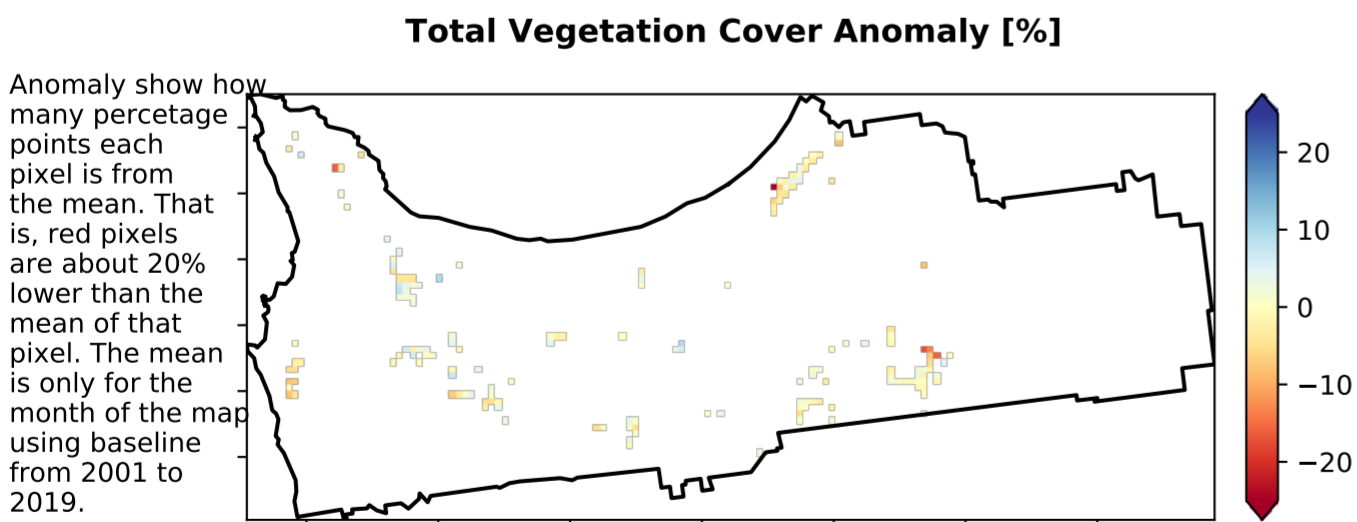 Total Vegetation Cover Anomaly [%]
Anomaly show how
many percetage
points each
pixel is from
the mean. That
is, red pixels
are about 20%
lower than the
mean of that
pixel. The mean
is only for the
month of the map
using baseline
from 2001 to
2019.
20
10
0
−10
−20